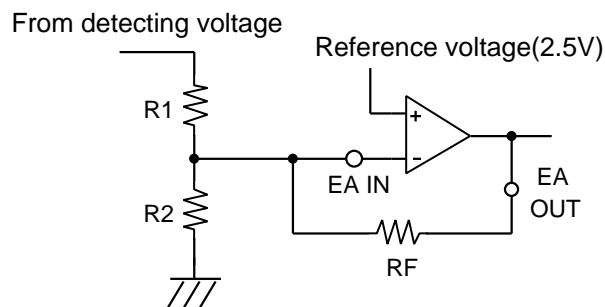 From detecting voltage
Reference voltage(2.5V)
R1
+
-
EA IN
EA
OUT
R2
RF